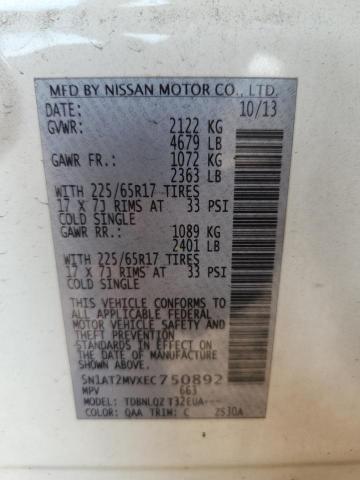 MFD BY NISSAN MOTOR CO., LTD.
DATE: 10/13
GVWR: 2122 KG
4679 LB
GAWR FR.: 1072 KG
2363 LB
WITH 225/65R17 TIRES
17 X 7J RIMS AT 33 PSI
COLD SINGLE
GAWR RR.: 1089 KG
2401 LB
WITH 225/65R17 TIRES
17 X 7J RIMS AT 33 PSI
COLD SINGLE
THIS VEHICLE CONFORMS TO
ALL APPLICABLE FEDERAL
MOTOR VEHICLE SAFETY
STANDARDS IN EFFECT ON THE
DATE OF MANUFACTURE
SHOWN ABOVE.
5N1AT2MVXEC750892
MPV 663
MODEL: TDBNLQZ T32EUA---
COLOR: QAA TRIM: C 2530A